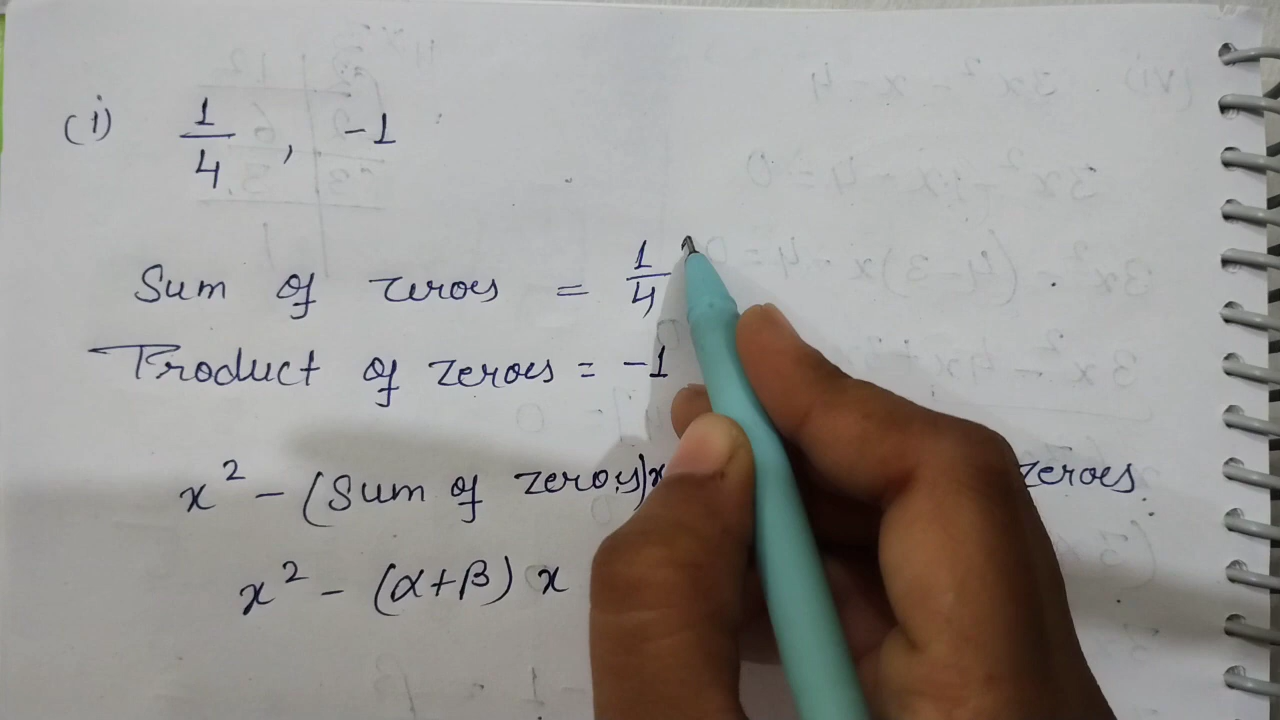 (i) 1/4, -1
Sum of zeroes = 1/4
Product of zeroes = -1
x² - (Sum of zeroes)x zeroes
x² - (α+β) x